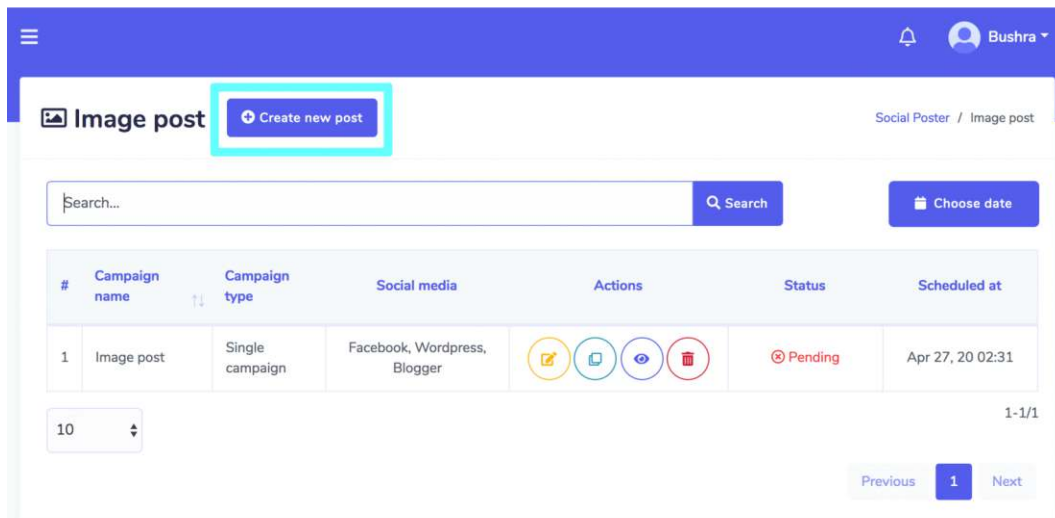 Bushra
Image post
Create new post
Social Poster / Image post
Search...
Search
Choose date
# Campaign name Campaign type Social media Actions Status Scheduled at
1 Image post Single campaign Facebook, Wordpress, Blogger Pending Apr 27, 20 02:31
10
1-1/1
Previous 1 Next